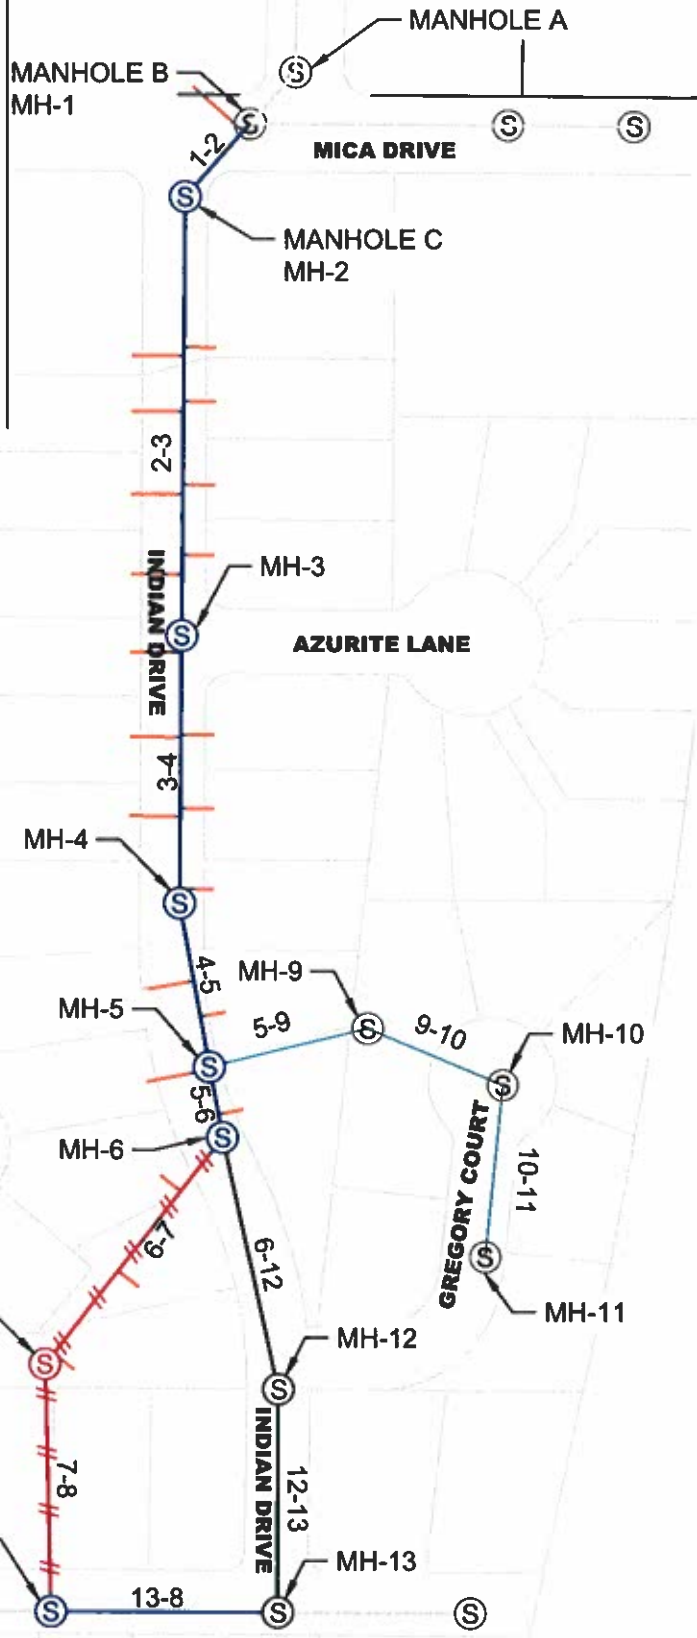 MANHOLE A
MANHOLE B
MH-1
S
S
S
S
MICA DRIVE
1-2
S
MANHOLE C
MH-2
2-3
INDIAN DRIVE
MH-3
S
AZURITE LANE
3-4
MH-4
S
4-5
MH-9
MH-5
5-9
S
9-10
MH-10
S
S
5-6
MH-6
S
GREGORY COURT
10-11
6-7
6-12
S
MH-11
MH-12
S
S
INDIAN DRIVE
12-13
7-8
MH-13
13-8
S
S
S